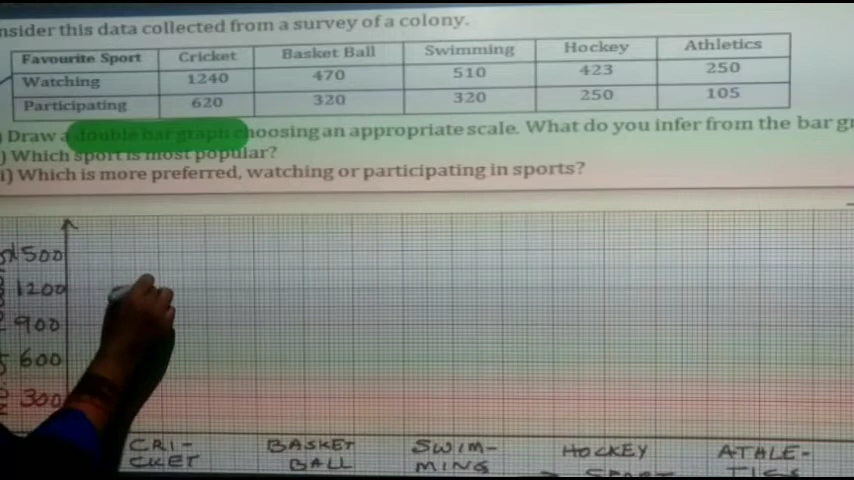 nsider this data collected from a survey of a colony.
Favourite Sport Cricket Basket Ball Swimming Hockey Athletics
Watching 1240 470 510 423 250
Participating 620 320 320 250 105
) Draw a double bar graph choosing an appropriate scale. What do you infer from the bar gr
) Which sport is most popular?
i) Which is more preferred, watching or participating in sports?
1500
1200
900
600
300
CRI- BASKET SWIM- HOCKEY ATHLE-
CKET BALL MING SPORT TICS